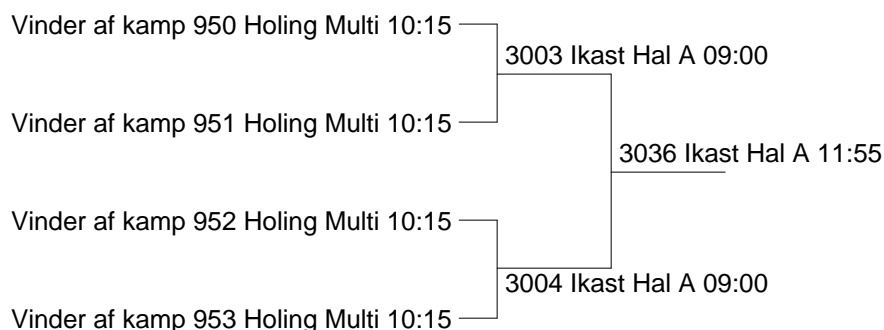 Vinder af kamp 950 Holing Multi 10:15
3003 Ikast Hal A 09:00
Vinder af kamp 951 Holing Multi 10:15
3036 Ikast Hal A 11:55
Vinder af kamp 952 Holing Multi 10:15
3004 Ikast Hal A 09:00
Vinder af kamp 953 Holing Multi 10:15